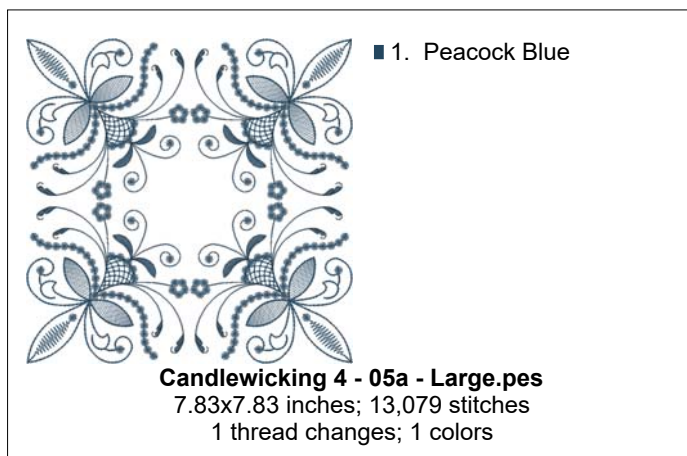 1. Peacock Blue
Candlewicking 4 - 05a - Large.pes
7.83x7.83 inches; 13,079 stitches
1 thread changes; 1 colors